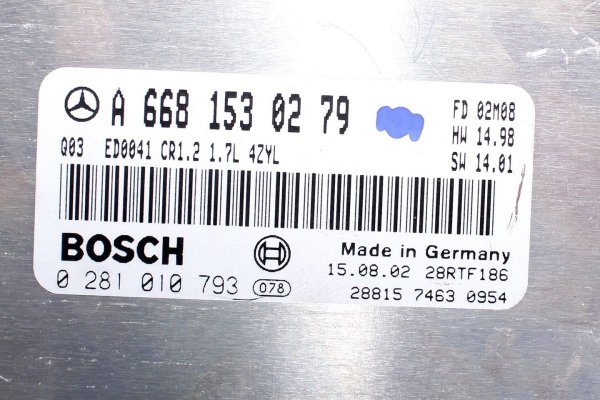 A 668 153 02 79
FD 02M08
HW 14.98
SW 14.01
Q03 ED0041 CR1.2 1.7L 4ZYL
BOSCH
Made in Germany
0 281 010 793 078
15.08.02 28RTF186
28815 7463 0954